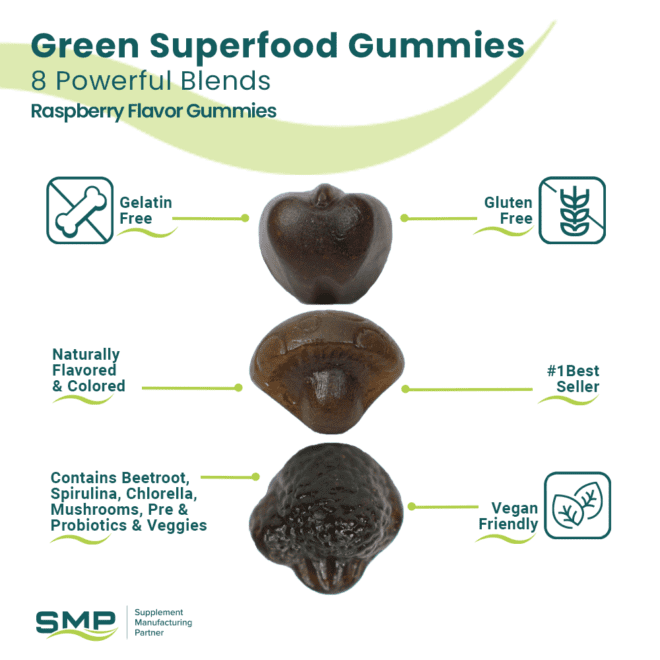 Green Superfood Gummies
8 Powerful Blends
Raspberry Flavor Gummies
Gelatin
Free
Gluten
Free
Naturally
Flavored
& Colored
#1Best
Seller
Contains Beetroot,
Spirulina, Chlorella,
Mushrooms, Pre &
Probiotics & Veggies
Vegan
Friendly
SMP
Supplement
Manufacturing
Partner